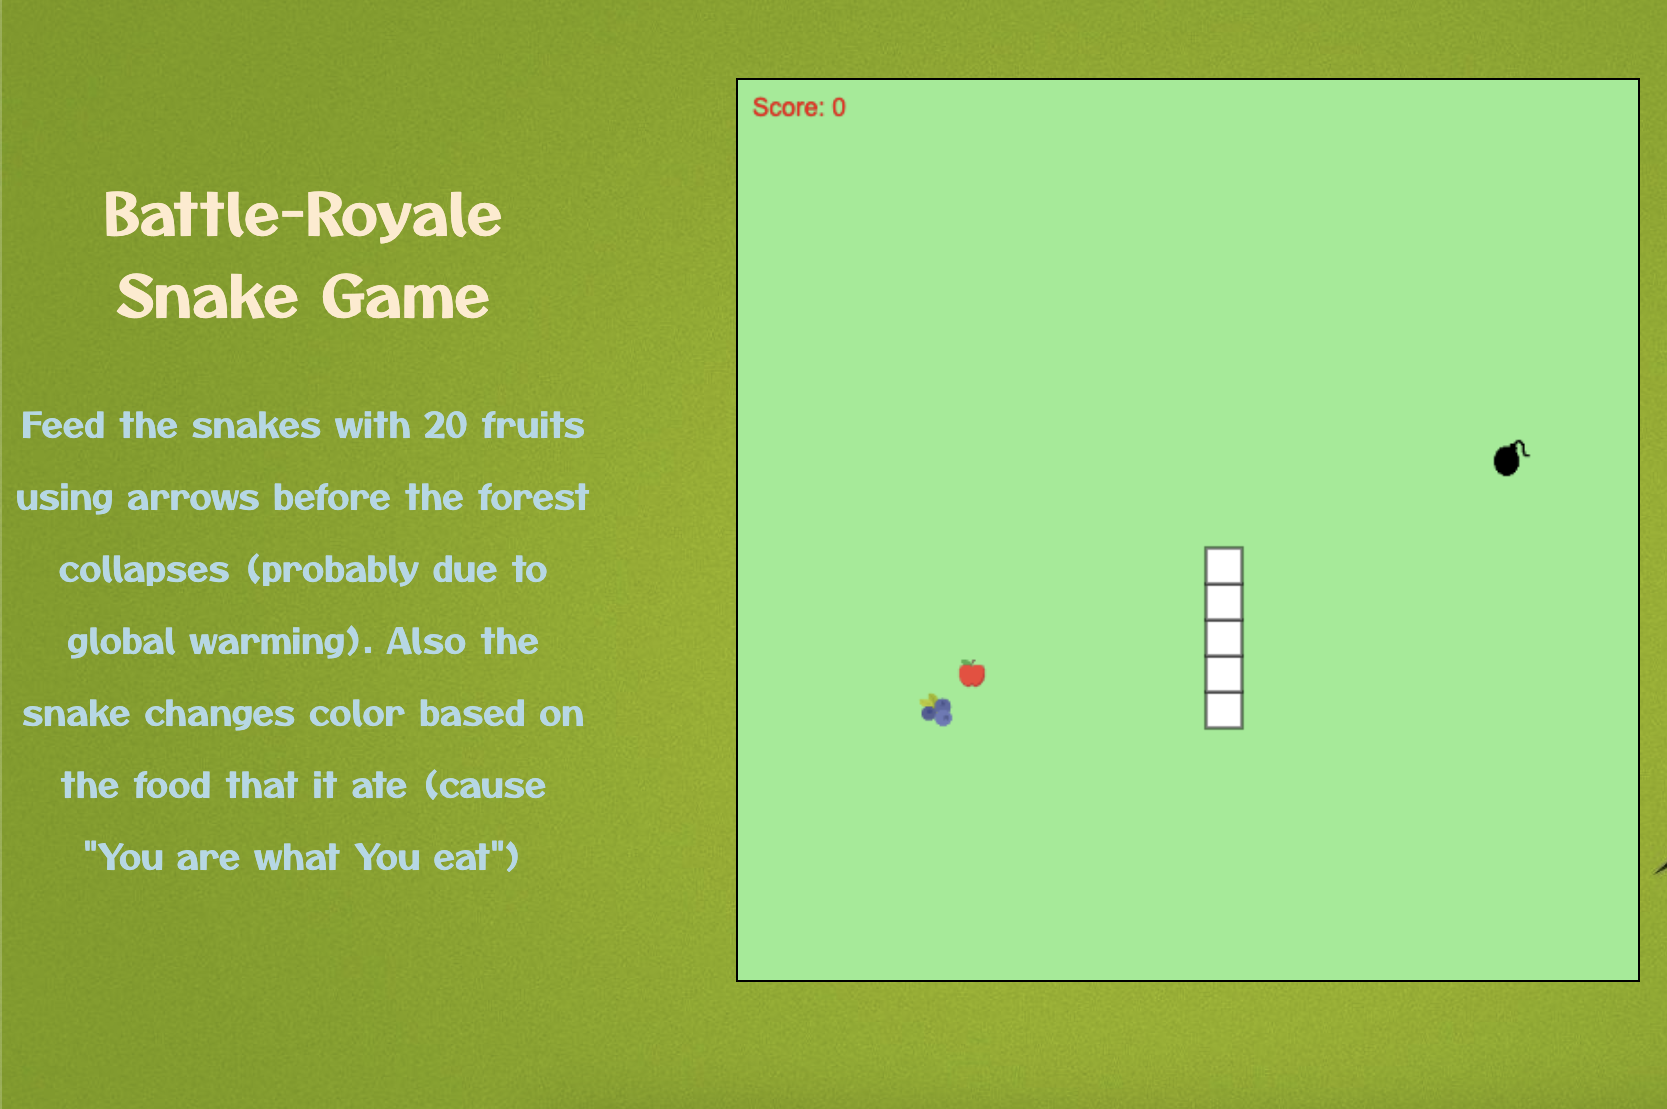 Battle-Royale
Snake Game
Feed the snakes with 20 fruits
using arrows before the forest
collapses (probably due to
global warming). Also the
snake changes color based on
the food that it ate (cause
"You are what You eat")
Score: 0